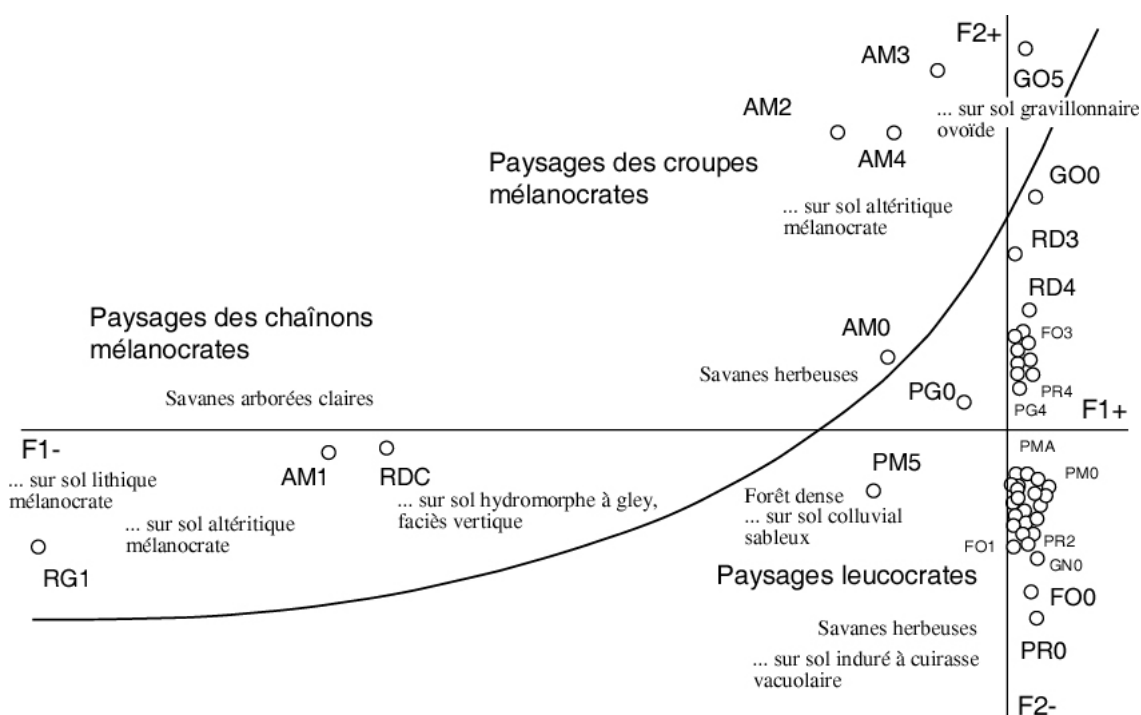 F2+
AM3
GO5
AM2
... sur sol gravillonnaire
ovoïde
AM4
Paysages des croupes
mélanocrates
GO0
... sur sol altéritique
mélanocrate
RD3
RD4
Paysages des chaînons
mélanocrates
AM0
FO3
Savanes herbeuses
PG0
PR4
Savanes arborées claires
PG4
F1+
F1-
PMA
AM1
RDC
PM5
PM0
... sur sol lithique
mélanocrate
... sur sol hydromorphe à gley,
faciès vertique
Forêt dense
... sur sol colluvial
sableux
... sur sol altéritique
mélanocrate
FO1
PR2
GN0
RG1
Paysages leucocrates
FO0
Savanes herbeuses
PR0
... sur sol induré à cuirasse
vacuolaire
F2-